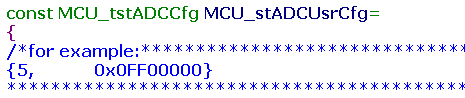 const MCU_tstADCCfg MCU_stADCUsrCfg=
{
/*for example:******************************
{5,      0x0FF00000}
******************************************